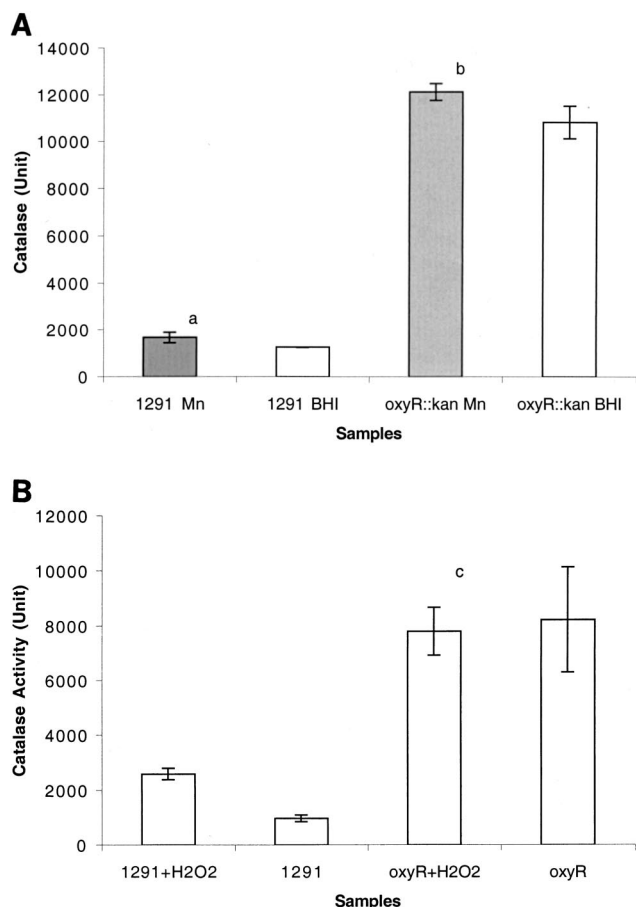 A
14000
12000
10000
8000
6000
4000
2000
0
Catalase (Unit)
a
b
1291 Mn 1291 BHI oxyR::kan Mn oxyR::kan BHI
Samples
B
12000
10000
8000
6000
4000
2000
0
Catalase Activity (Unit)
c
1291+H2O2 1291 oxyR+H2O2 oxyR
Samples